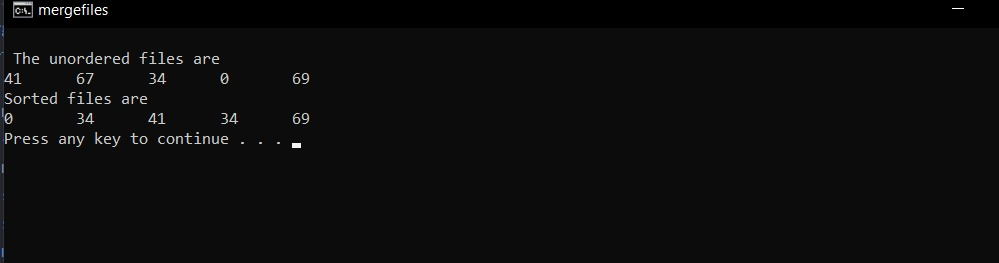 mergefiles
The unordered files are
41 67 34 0 69
Sorted files are
0 34 41 34 69
Press any key to continue . . .